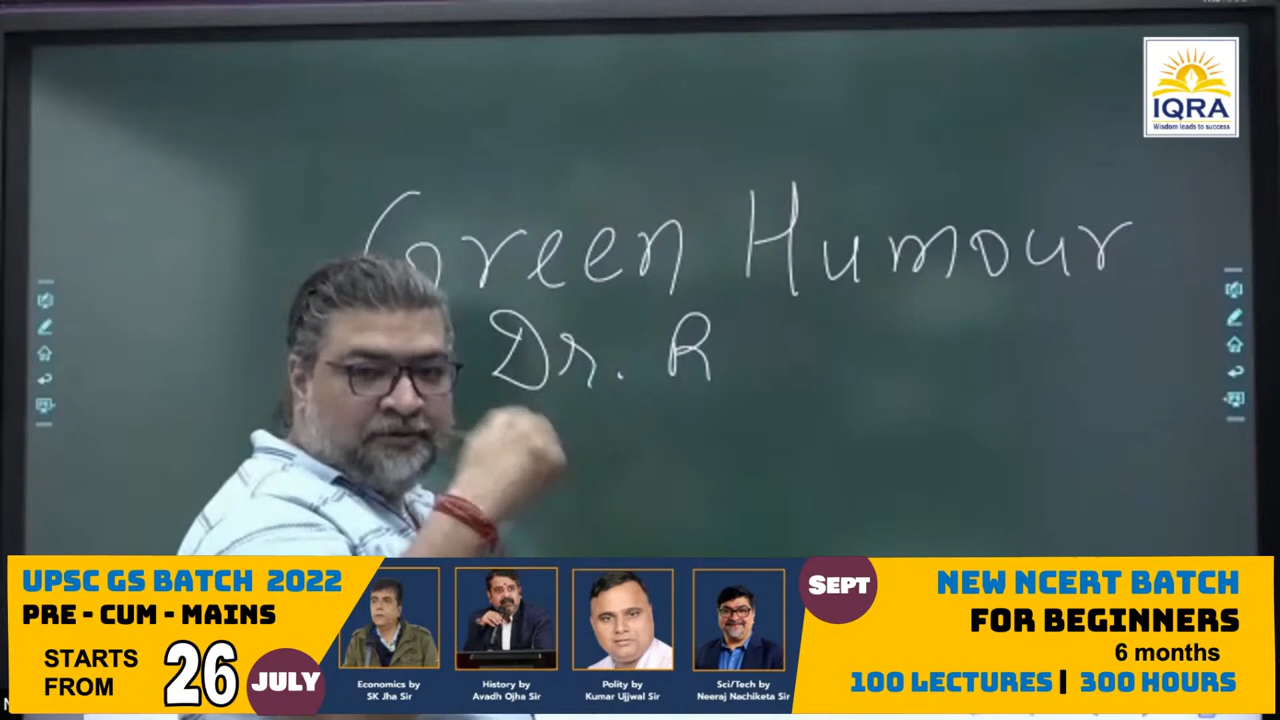 IQRA
Wisdom leads to success
Green Humour
Dr. R
UPSC GS BATCH 2022
PRE - CUM - MAINS
STARTS FROM 26 JULY
Economics by
SK Jha Sir
History by
Avadh Ojha Sir
Polity by
Kumar Ujjwal Sir
Sci/Tech by
Neeraj Nachiketa Sir
SEPT
NEW NCERT BATCH
FOR BEGINNERS
6 months
100 LECTURES | 300 HOURS